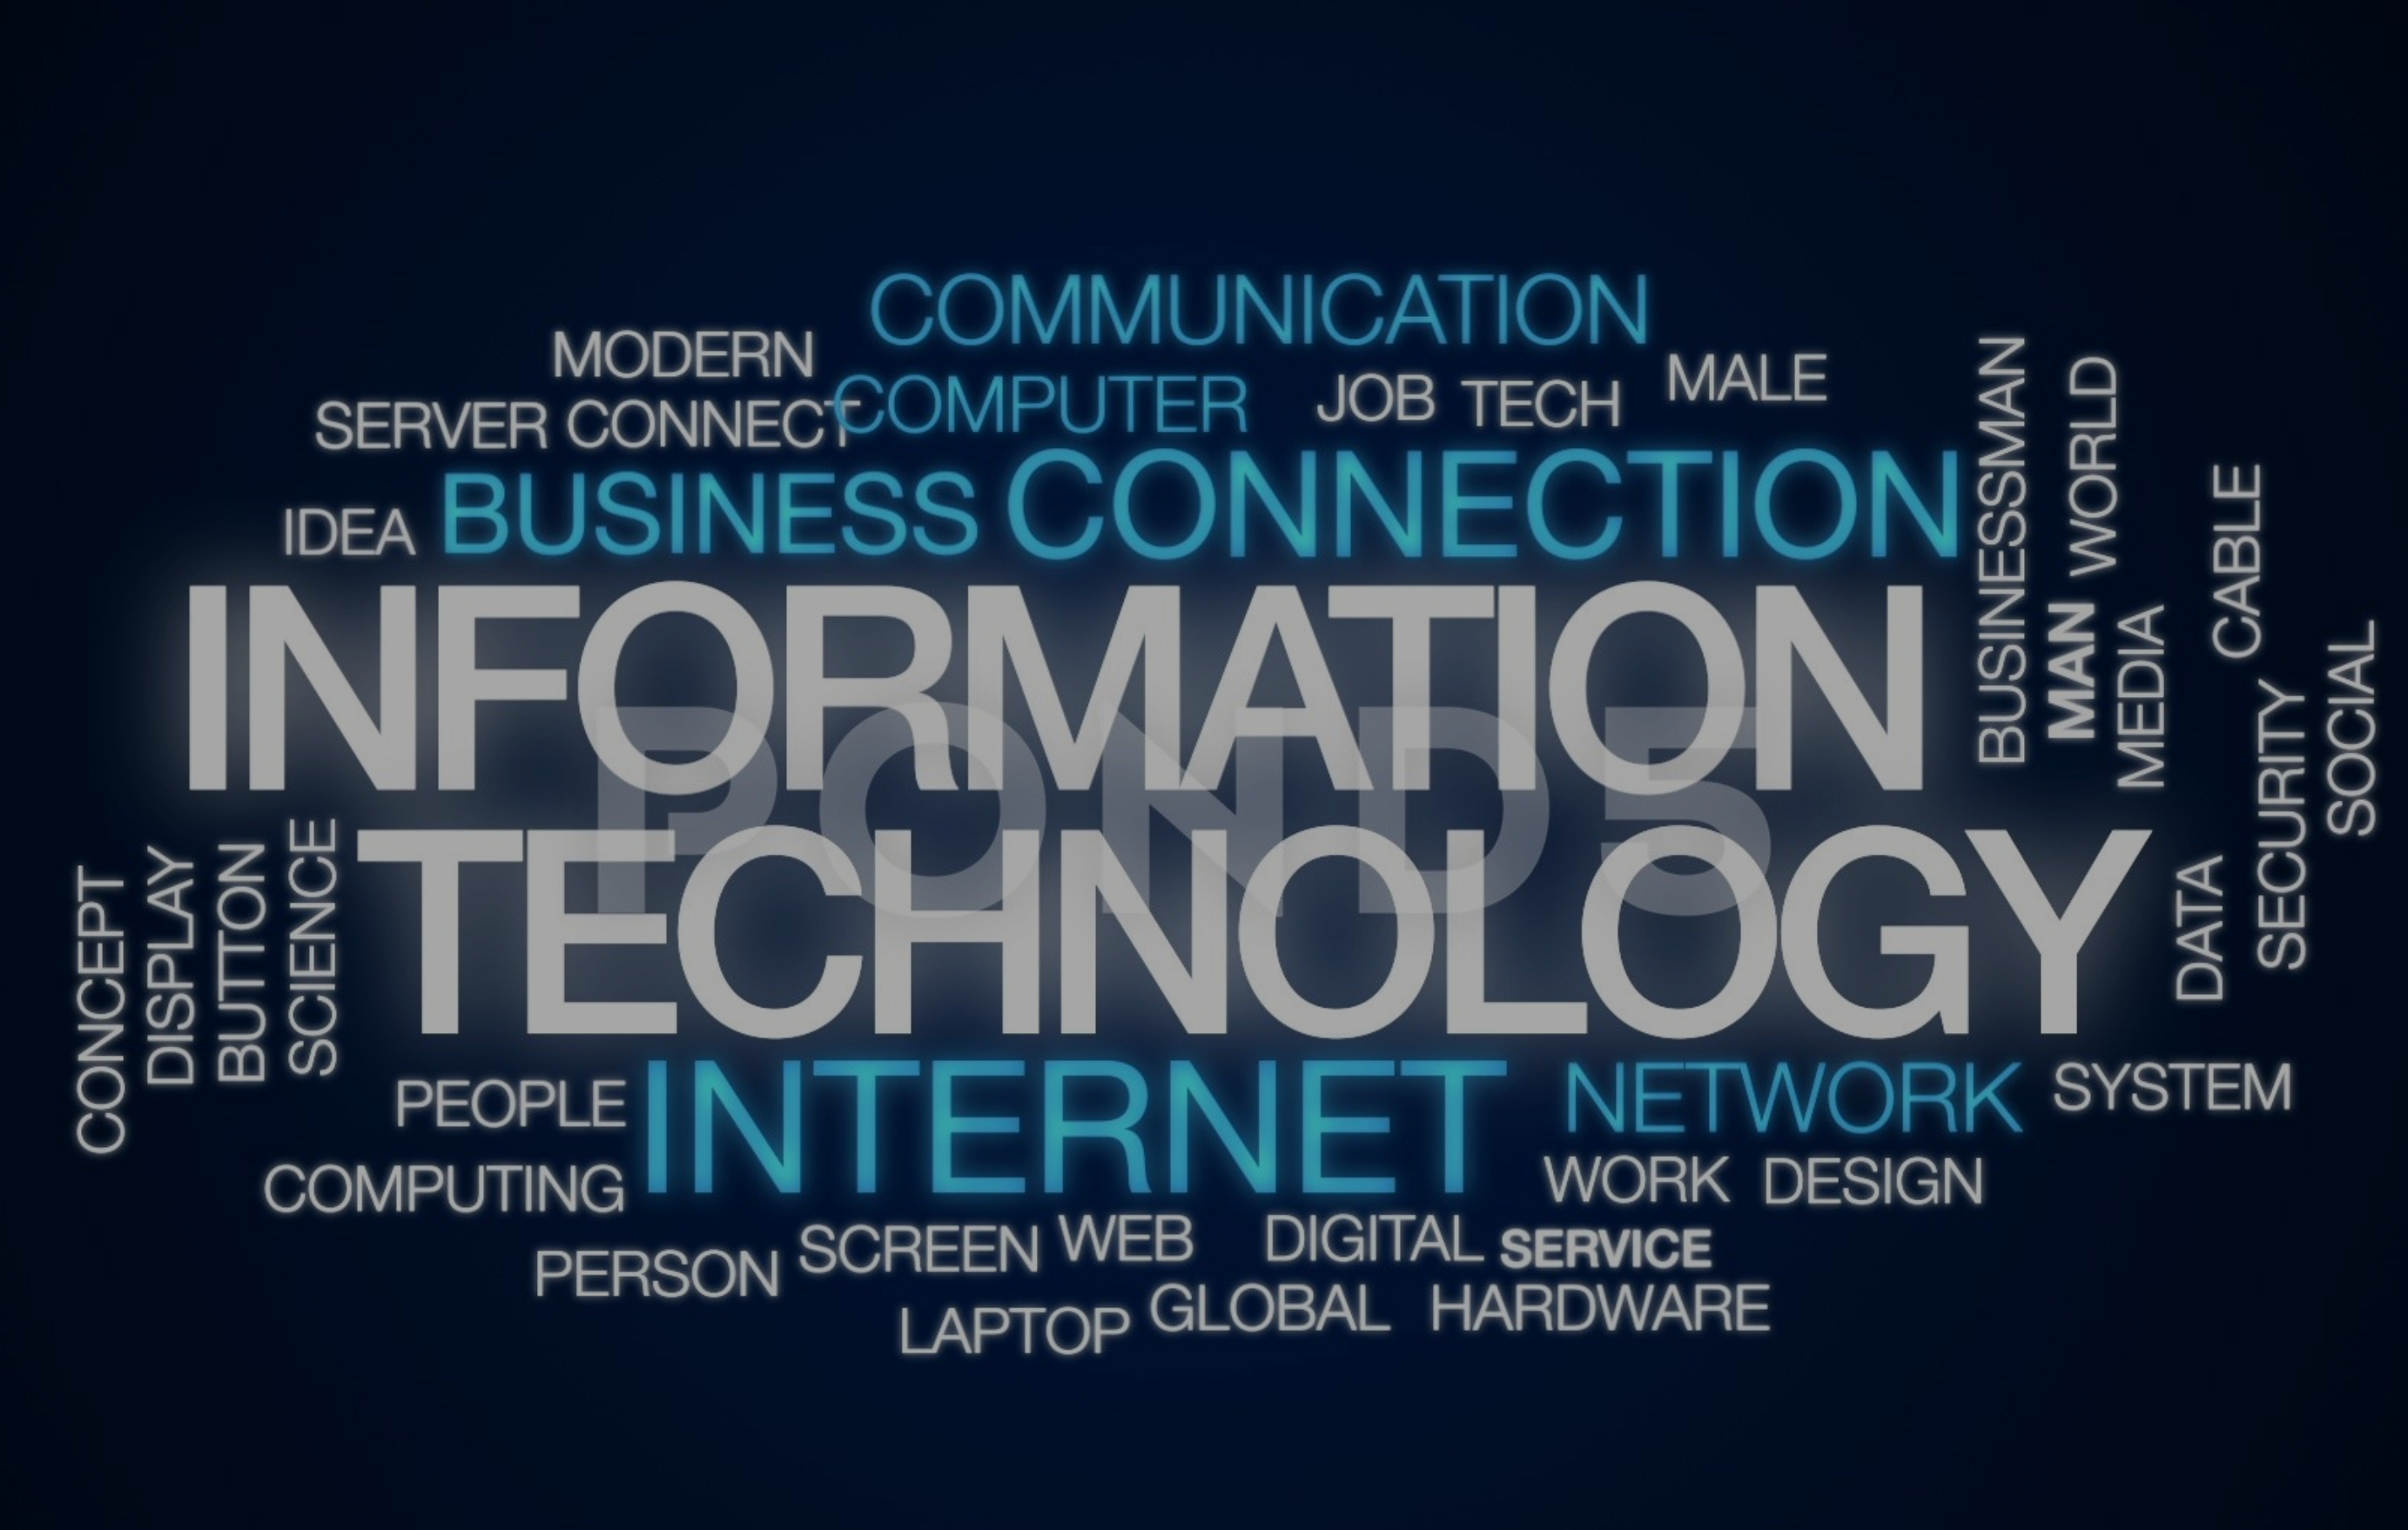 COMMUNICATION
MODERN
COMPUTER
JOB TECH
MALE
SERVER CONNECT
BUSINESS CONNECTION
IDEA
INFORMATION
POND5
TECHNOLOGY
BUSINESSMAN
MAN WORLD
MEDIA
CABLE
SECURITY
SOCIAL
DATA
CONCEPT
DISPLAY
BUTTON
SCIENCE
PEOPLE
INTERNET
NETWORK
SYSTEM
COMPUTING
WORK DESIGN
PERSON
SCREEN WEB
DIGITAL SERVICE
LAPTOP
GLOBAL HARDWARE